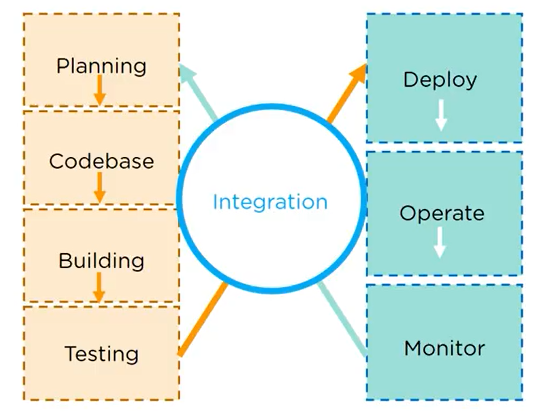 Planning
Codebase
Building
Testing
Integration
Deploy
Operate
Monitor